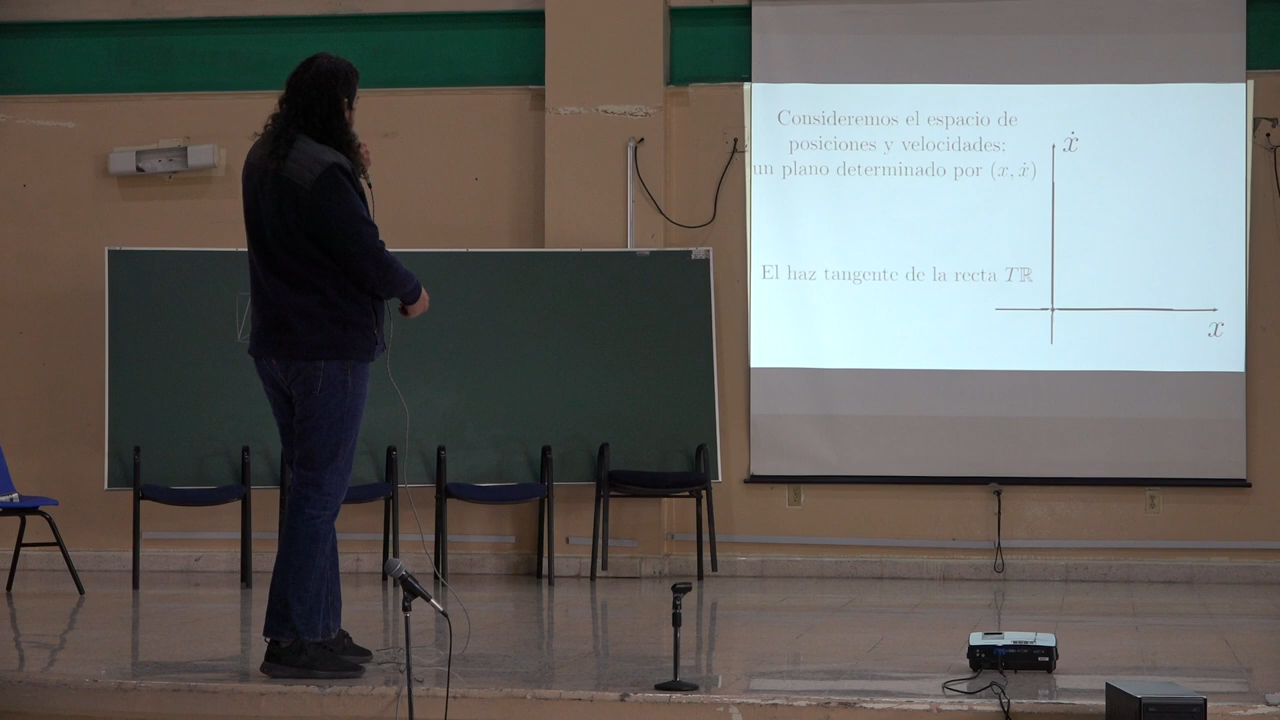 Consideremos el espacio de
posiciones y velocidades:
un plano determinado por (x, ẋ)
ẋ
El haz tangente de la recta Tℝ
x